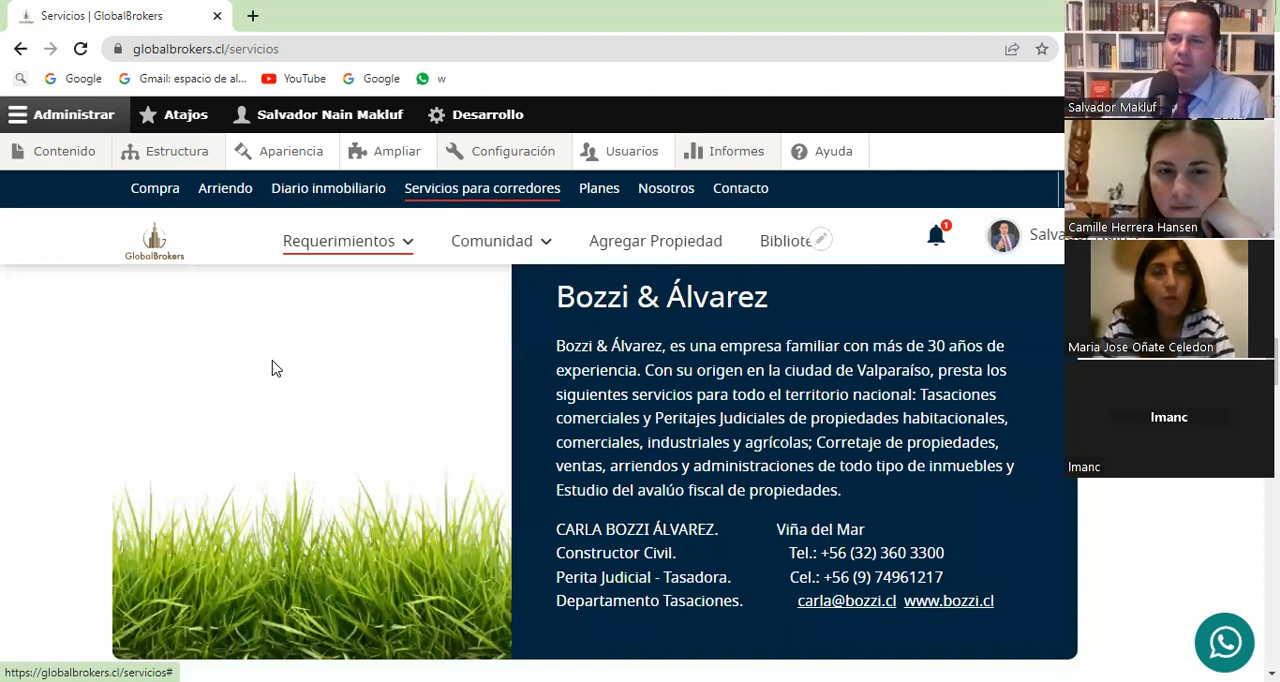 Servicios | GlobalBrokers
globalbrokers.cl/servicios
Google
Gmail: espacio de al...
YouTube
Google
w
Administrar
Atajos
Salvador Nain Makluf
Desarrollo
Contenido
Estructura
Apariencia
Ampliar
Configuración
Usuarios
Informes
Ayuda
Compra
Arriendo
Diario inmobiliario
Servicios para corredores
Planes
Nosotros
Contacto
GlobalBrokers
Requerimientos
Comunidad
Agregar Propiedad
Bibliote
1
Bozzi & Álvarez
Bozzi & Álvarez, es una empresa familiar con más de 30 años de
experiencia. Con su origen en la ciudad de Valparaíso, presta los
siguientes servicios para todo el territorio nacional: Tasaciones
comerciales y Peritajes Judiciales de propiedades habitacionales,
comerciales, industriales y agrícolas; Corretaje de propiedades,
ventas, arriendos y administraciones de todo tipo de inmuebles y
Estudio del avalúo fiscal de propiedades.
CARLA BOZZI ÁLVAREZ. Viña del Mar
Constructor Civil. Tel.: +56 (32) 360 3300
Perita Judicial - Tasadora. Cel.: +56 (9) 74961217
Departamento Tasaciones. carla@bozzi.cl www.bozzi.cl
https://globalbrokers.cl/servicios#
Salvador Makluf
Camille Herrera Hansen
Maria Jose Oñate Celedon
lmanc
lmanc